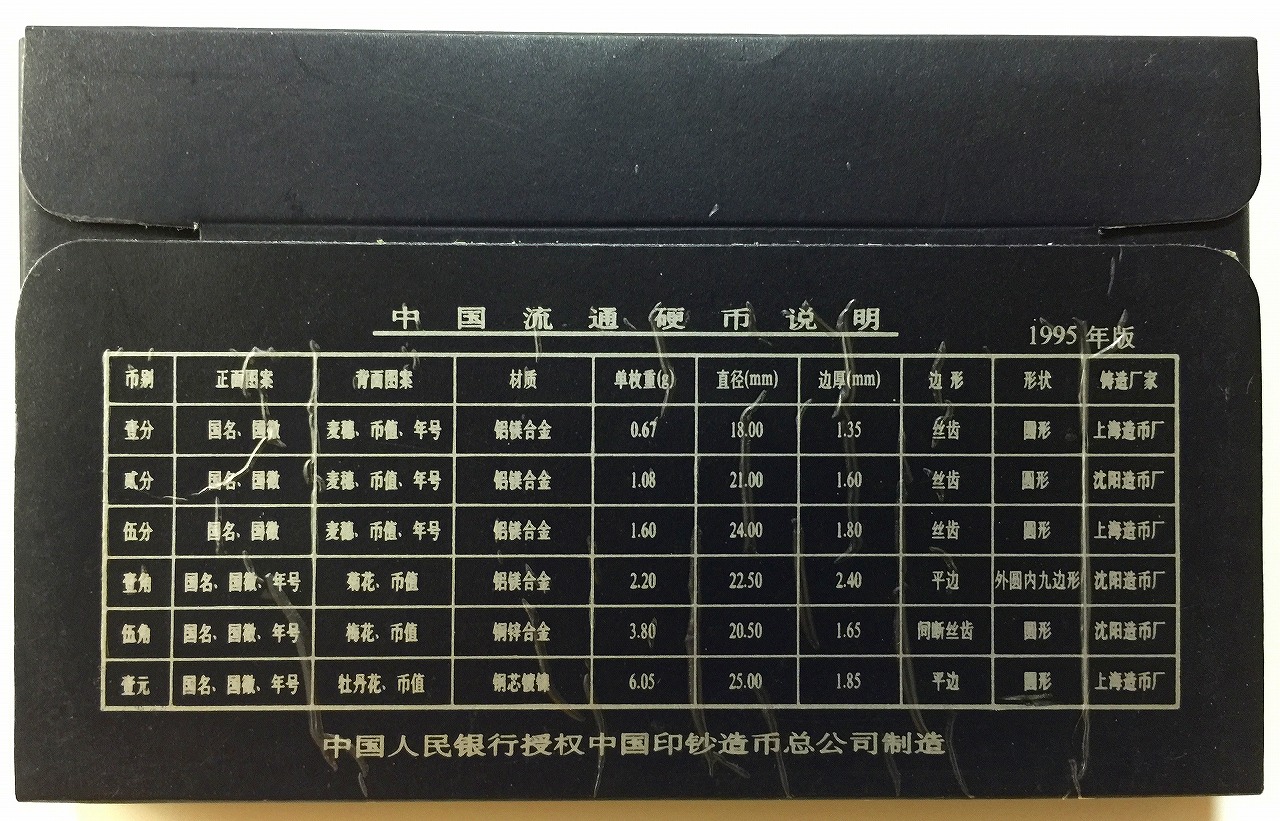 中国流通硬币说明
1995年版
币别 正面图案 背面图案 材质 单枚重(g) 直径(mm) 边厚(mm) 边形 形状 铸造厂家
壹分 国名、国徽 麦穗、币值、年号 铝镁合金 0.67 18.00 1.35 丝齿 圆形 上海造币厂
贰分 国名、国徽 麦穗、币值、年号 铝镁合金 1.08 21.00 1.60 丝齿 圆形 沈阳造币厂
伍分 国名、国徽 麦穗、币值、年号 铝镁合金 1.60 24.00 1.80 丝齿 圆形 上海造币厂
壹角 国名、国徽、年号 菊花、币值 铝镁合金 2.20 22.50 2.40 平边 外圆内九边形 沈阳造币厂
伍角 国名、国徽、年号 梅花、币值 铜锌合金 3.80 20.50 1.65 间断丝齿 圆形 沈阳造币厂
壹元 国名、国徽、年号 牡丹花、币值 钢芯镀镍 6.05 25.00 1.85 平边 圆形 上海造币厂
中国人民银行授权中国印钞造币总公司制造